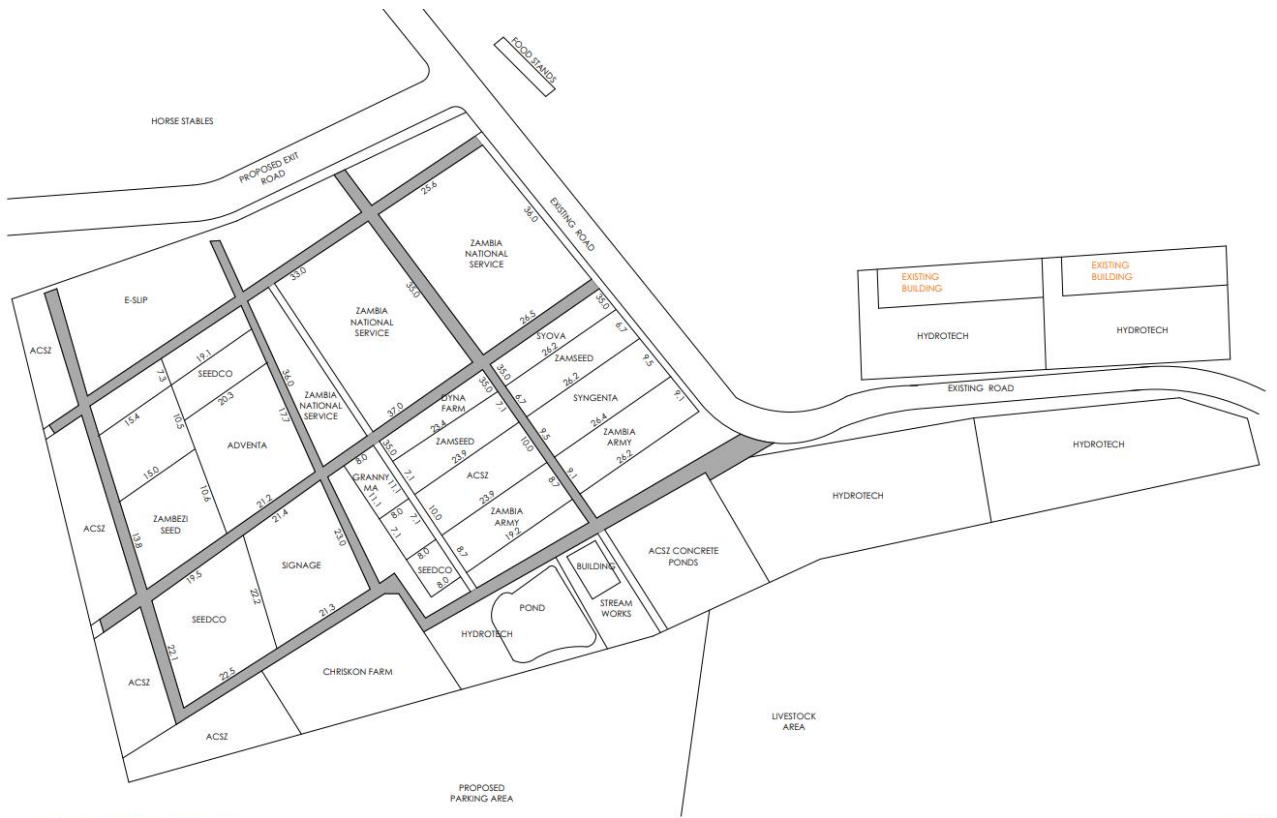 FOOD STANDS
HORSE STABLES
PROPOSED EXIT
ROAD
25.6
36.0
EXISTING ROAD
ZAMBIA
NATIONAL
SERVICE
33.0
35.0
E-SLIP
ZAMBIA
NATIONAL
SERVICE
EXISTING
BUILDING
EXISTING
BUILDING
HYDROTECH
HYDROTECH
EXISTING ROAD
ACSZ
26.5
35.0
6.7
SYOVA
26.2
ZAMSEED
9.5
19.1
7.3
SEEDCO
20.3
36.0
17.7
15.4
10.5
ADVENTA
ZAMBIA
NATIONAL
SERVICE
37.0
35.0
35.0
DYNA
FARM
7.1
6.7
26.2
SYNGENTA
9.1
23.4
ZAMSEED
23.9
10.0
9.5
26.4
ZAMBIA
ARMY
26.2
HYDROTECH
15.0
10.6
8.0
35.0
7.1
GRANNY
MA
11.1
11.1
ACSZ
9.1
8.7
HYDROTECH
21.2
21.4
ZAMBEZI
SEED
13.8
ACSZ
8.0
7.1
7.1
10.0
23.9
ZAMBIA
ARMY
19.2
8.7
23.0
SIGNAGE
8.0
SEEDCO
8.0
BUILDING
ACSZ CONCRETE
PONDS
19.5
22.2
21.3
SEEDCO
22.1
22.5
POND
STREAM
WORKS
HYDROTECH
CHRISKON FARM
ACSZ
ACSZ
LIVESTOCK
AREA
PROPOSED
PARKING AREA